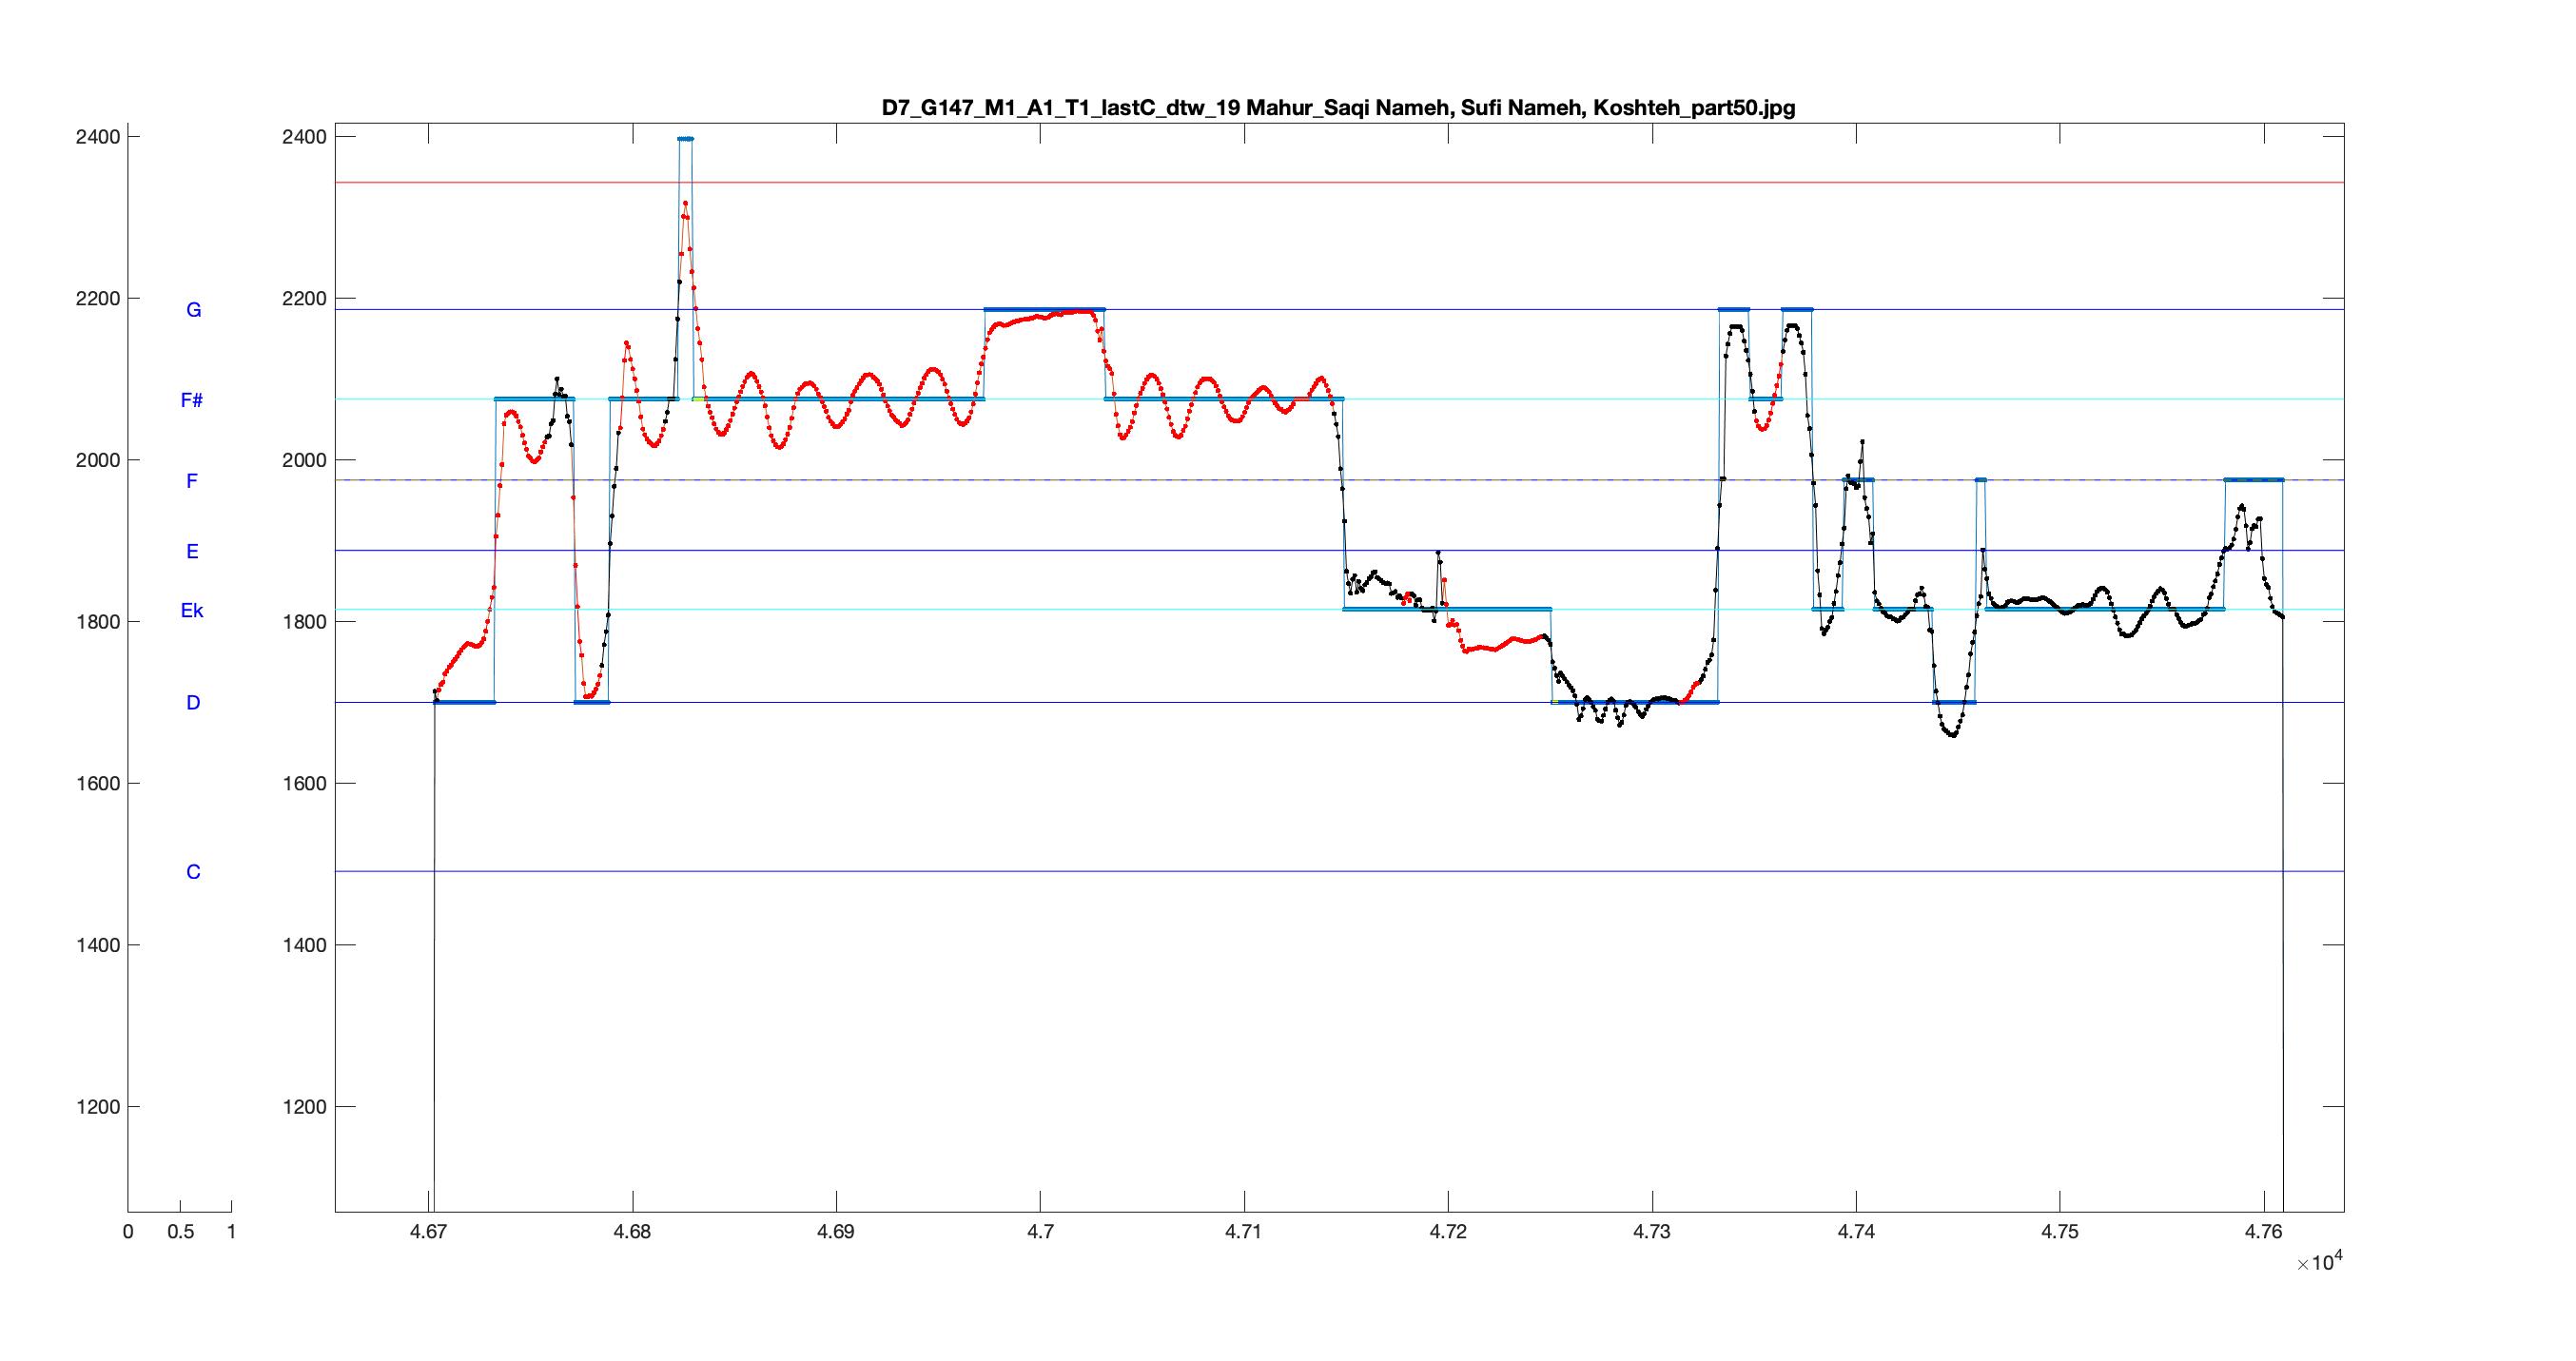 D7_G147_M1_A1_T1_lastC_dtw_19 Mahur_Saqi Nameh, Sufi Nameh, Koshteh_part50.jpg
2400
2200
2000
1800
1600
1400
1200
0 0.5 1
G
F#
F
E
Ek
D
C
2400
2200
2000
1800
1600
1400
1200
4.67 4.68 4.69 4.7 4.71 4.72 4.73 4.74 4.75 4.76
×10^4